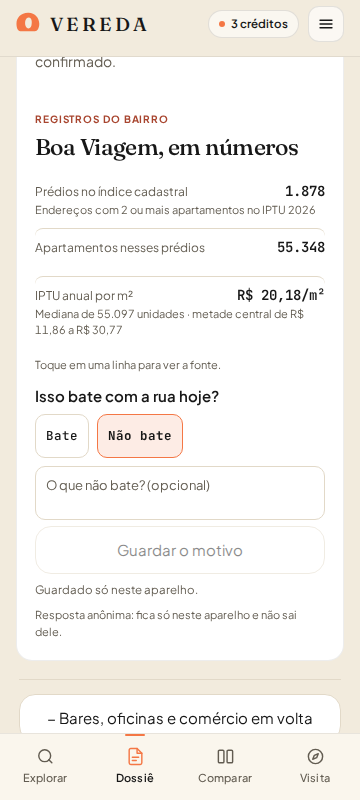 VEREDA
3 créditos
confirmado.
REGISTROS DO BAIRRO
Boa Viagem, em números
Prédios no índice cadastral 1.878
Endereços com 2 ou mais apartamentos no IPTU 2026
Apartamentos nesses prédios 55.348
IPTU anual por m² R$ 20,18/m²
Mediana de 55.097 unidades · metade central de R$
11,86 a R$ 30,77
Toque em uma linha para ver a fonte.
Isso bate com a rua hoje?
Bate
Não bate
O que não bate? (opcional)
Guardar o motivo
Guardado só neste aparelho.
Resposta anônima: fica só neste aparelho e não sai
dele.
– Bares, oficinas e comércio em volta
Explorar
Dossiê
Comparar
Visita